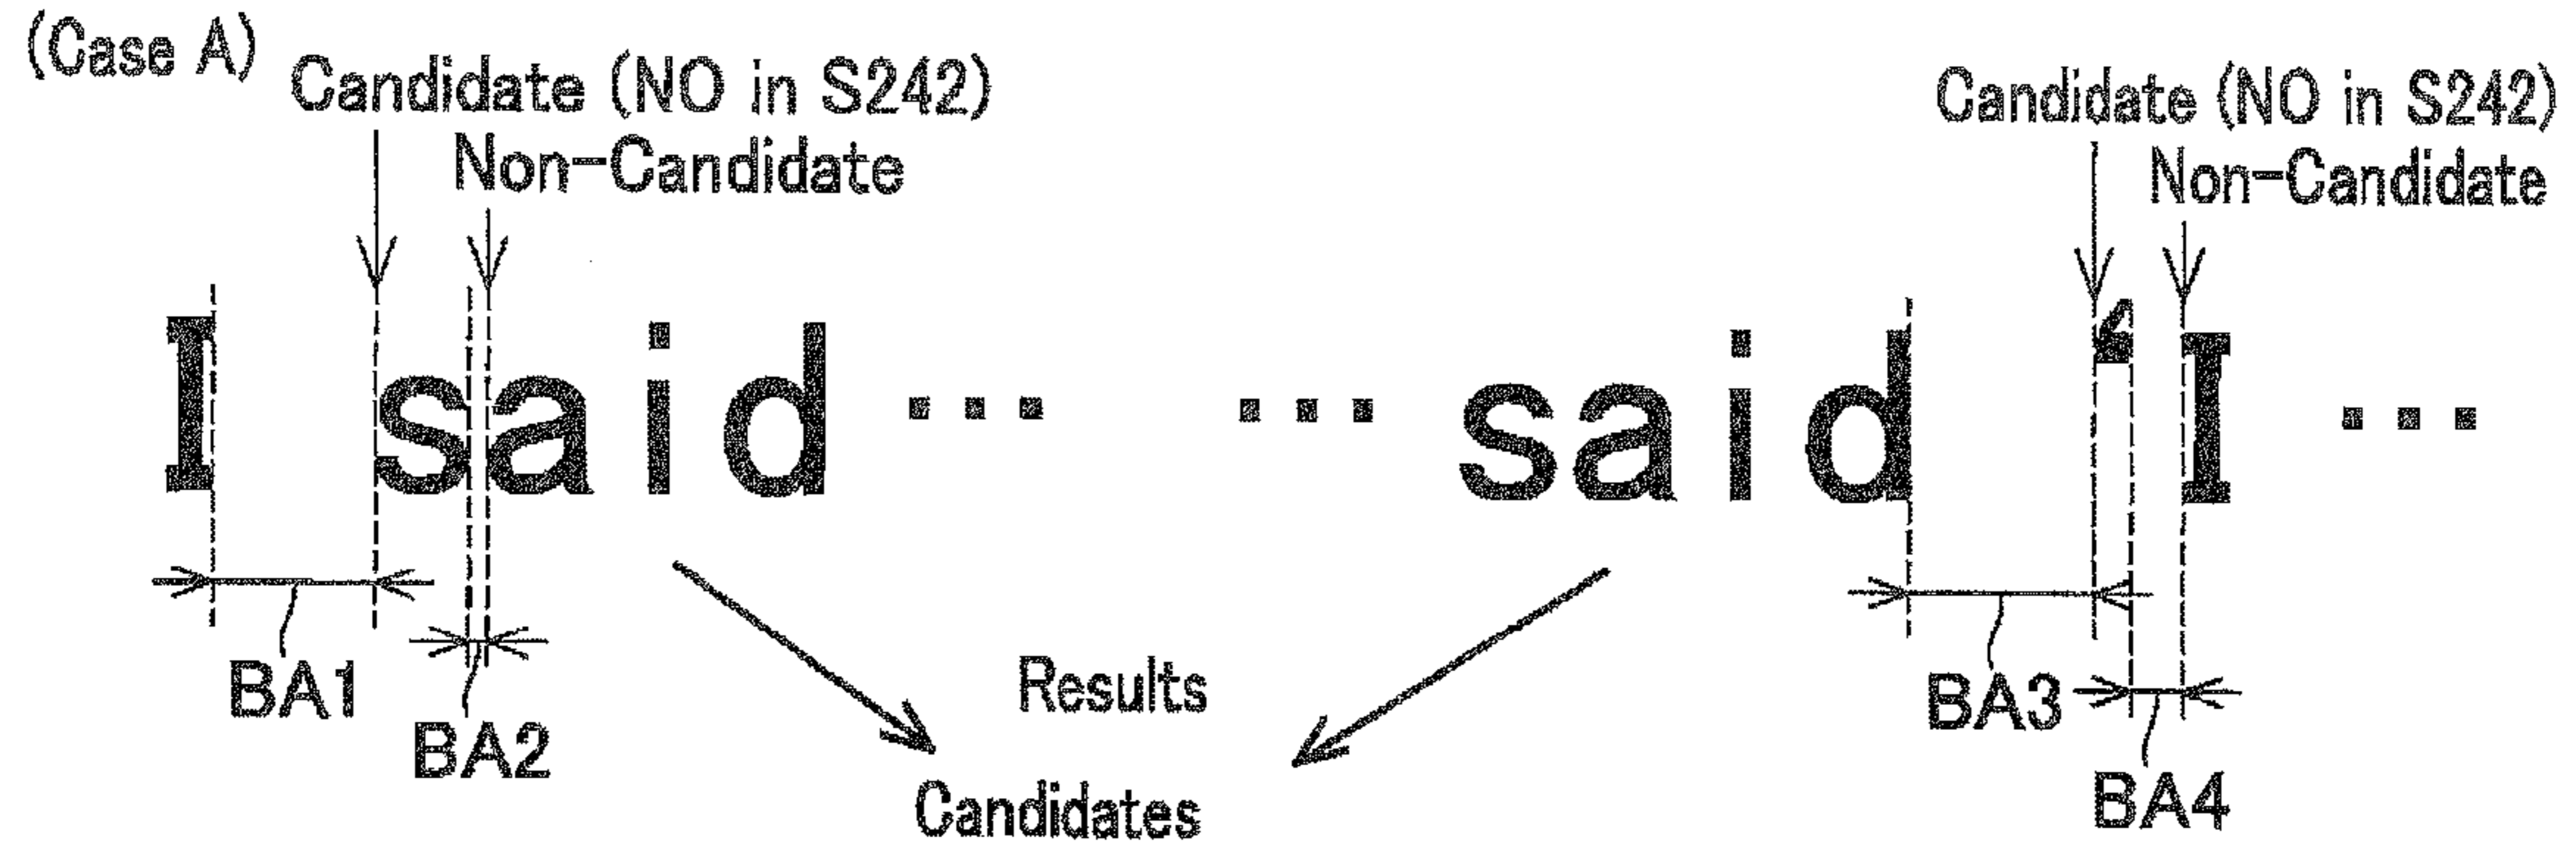 (Case A)
Candidate (NO in S242)
Non-Candidate
Candidate (NO in S242)
Non-Candidate
I said ... ... said ‘I ...
BA1
BA2
BA3
BA4
Results
Candidates